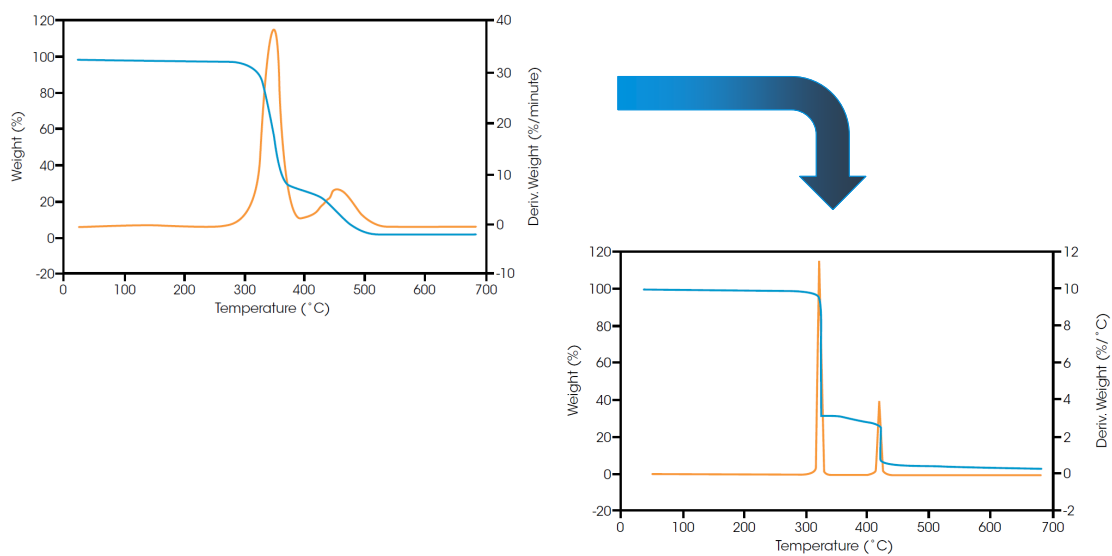 120 40
100
30
80
60 20
40 10
20
0 0
-20 -10
0 100 200 300 400 500 600 700
Temperature (˚C)
Weight (%)
Deriv. Weight (%/minute)
120 12
100 10
80 8
60 6
40 4
20 2
0 0
-20 -2
0 100 200 300 400 500 600 700
Temperature (˚C)
Weight (%)
Deriv. Weight (%/˚C)